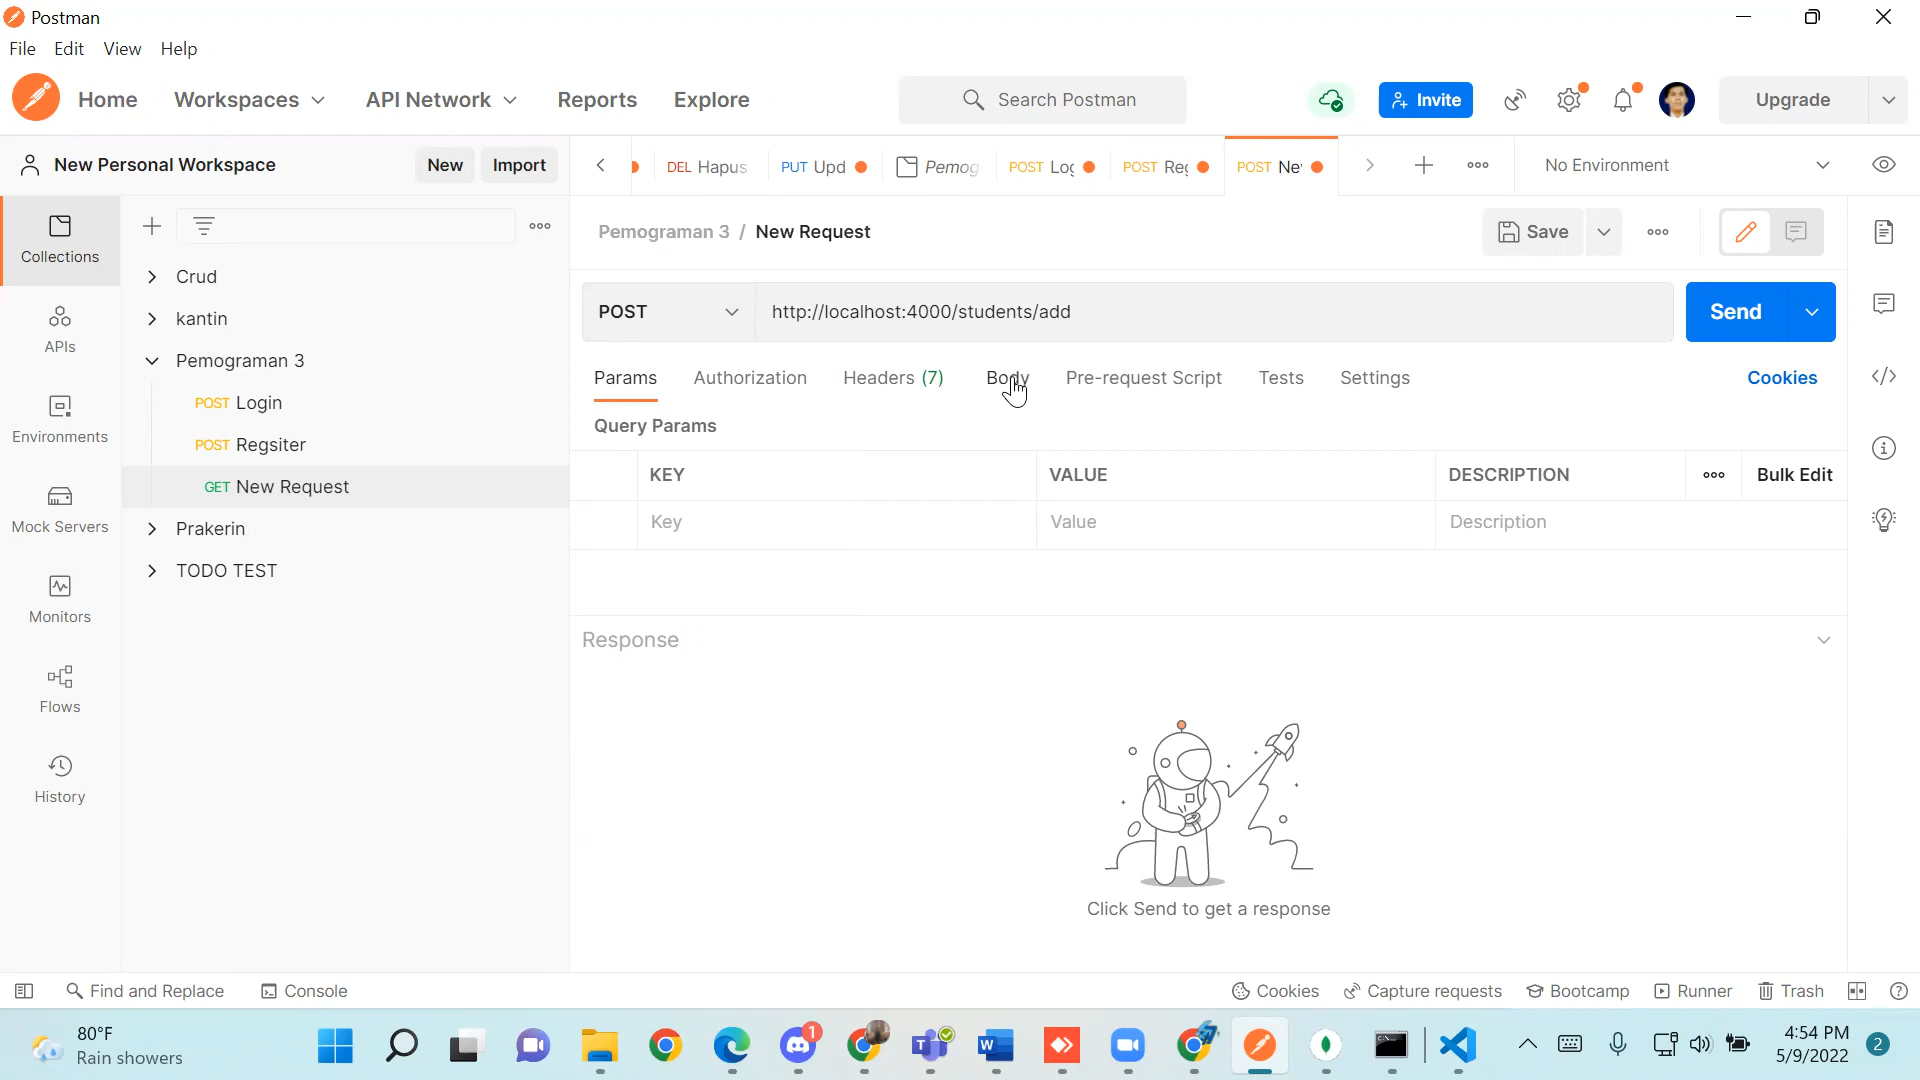 Postman
File Edit View Help
Home Workspaces API Network Reports Explore Search Postman Invite Upgrade
New Personal Workspace New Import DEL Hapus PUT Upd Pemog POST Log POST Reg POST Ne No Environment
Collections
APIs
Environments
Mock Servers
Monitors
Flows
History
Crud
kantin
Pemograman 3
POST Login
POST Regsiter
GET New Request
Prakerin
TODO TEST
Pemograman 3 / New Request Save
POST http://localhost:4000/students/add Send
Params Authorization Headers (7) Body Pre-request Script Tests Settings Cookies
Query Params
KEY VALUE DESCRIPTION Bulk Edit
Key Value Description
Response
Click Send to get a response
Find and Replace Console Cookies Capture requests Bootcamp Runner Trash
80°F
Rain showers
1
4:54 PM
5/9/2022
2